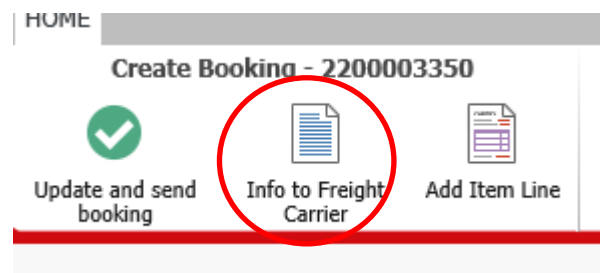 HOME
Create Booking - 2200003350
Update and send
booking
Info to Freight
Carrier
Add Item Line